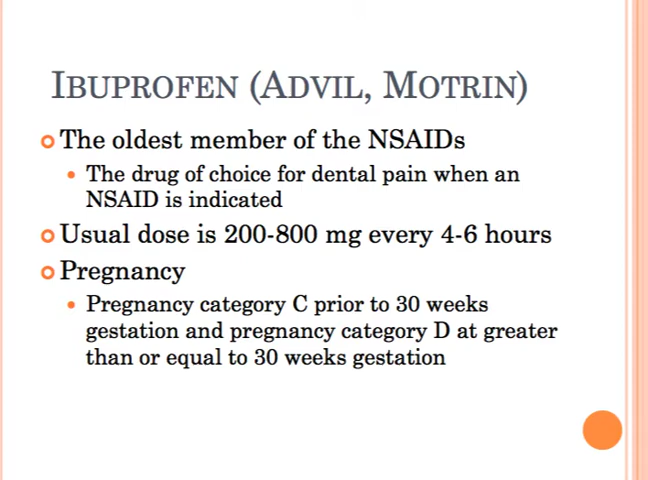 IBUPROFEN (ADVIL, MOTRIN)
The oldest member of the NSAIDs
The drug of choice for dental pain when an
NSAID is indicated
Usual dose is 200-800 mg every 4-6 hours
Pregnancy
Pregnancy category C prior to 30 weeks
gestation and pregnancy category D at greater
than or equal to 30 weeks gestation